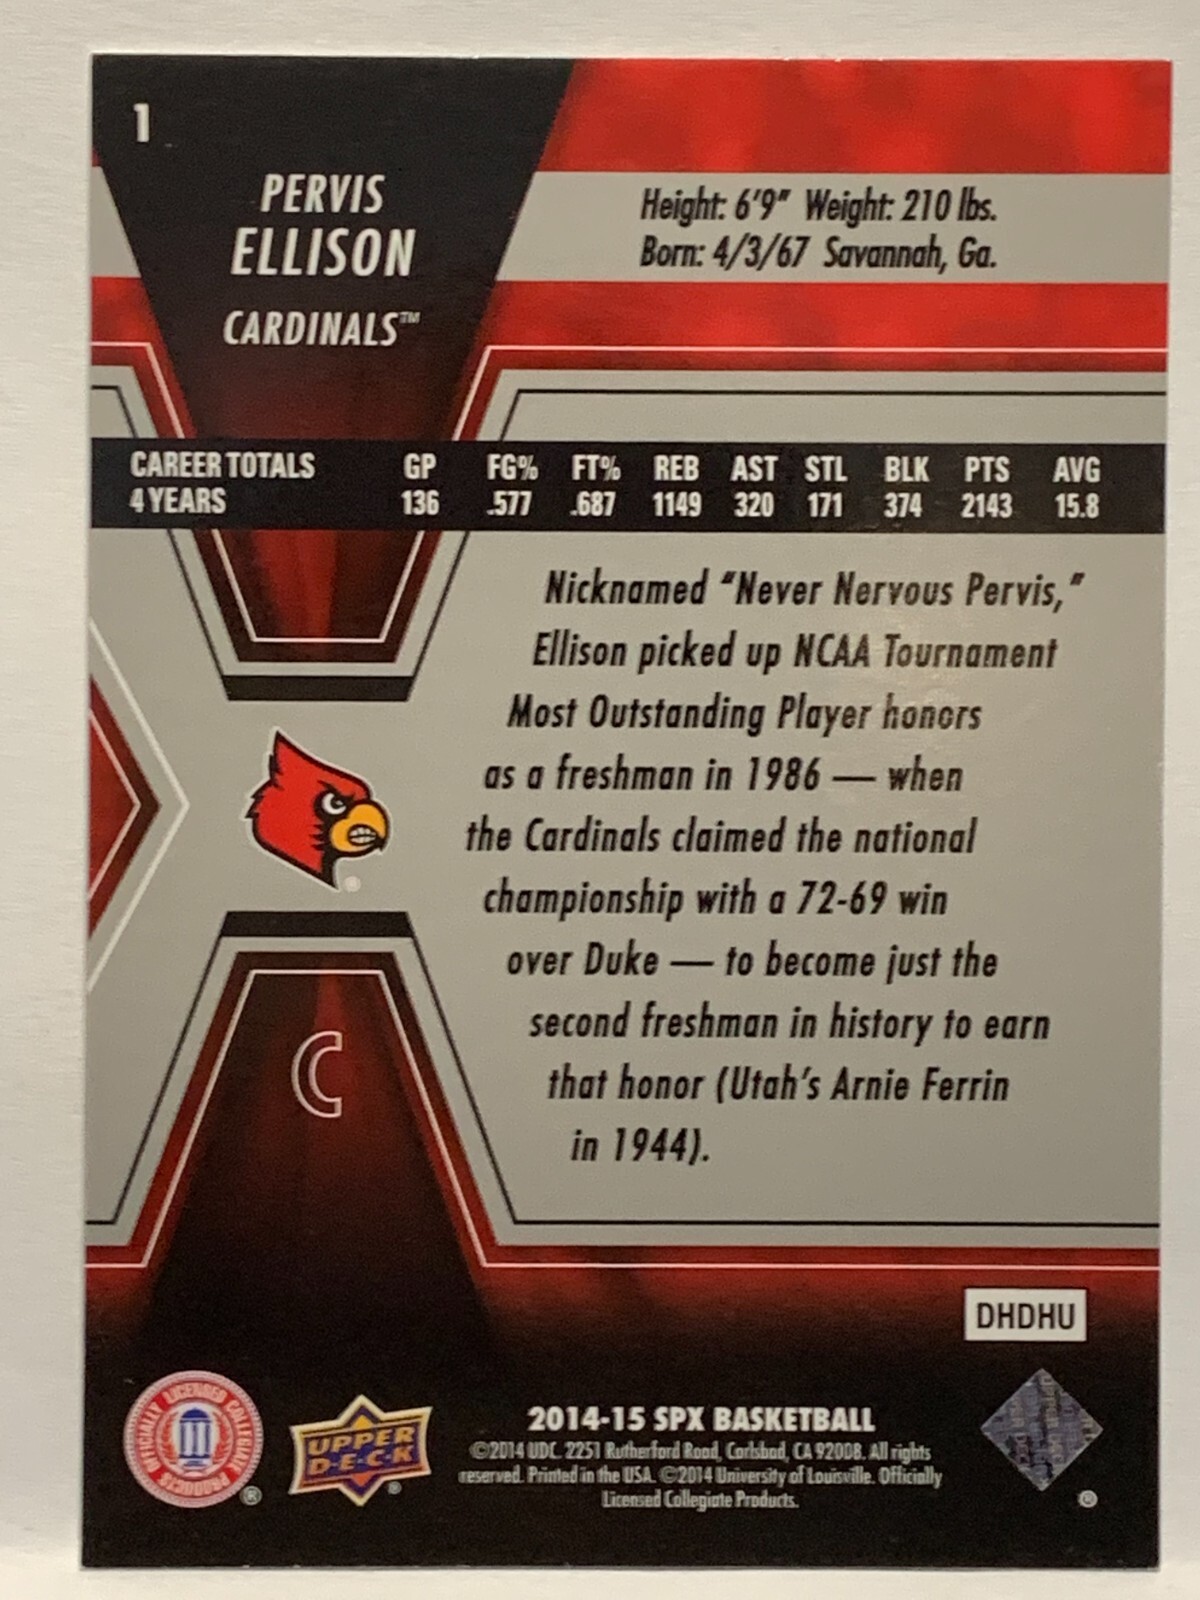 1
PERVIS
ELLISON
CARDINALS™
Height: 6'9" Weight: 210 lbs.
Born: 4/3/67 Savannah, Ga.
CAREER TOTALS GP FG% FT% REB AST STL BLK PTS AVG
4 YEARS 136 .577 .687 1149 320 171 374 2143 15.8
Nicknamed "Never Nervous Pervis,"
Ellison picked up NCAA Tournament
Most Outstanding Player honors
as a freshman in 1986 — when
the Cardinals claimed the national
championship with a 72-69 win
over Duke — to become just the
second freshman in history to earn
that honor (Utah's Arnie Ferrin
in 1944).
®
C
DHDHU
OFFICIALLY LICENSED COLLEGIATE PRODUCTS
®
UPPER
D·E·C·K
®
2014-15 SPX BASKETBALL
©2014 UDC. 2251 Rutherford Road, Carlsbad, CA 92008. All rights
reserved. Printed in the USA. ©2014 University of Louisville. Officially
Licensed Collegiate Products.
®